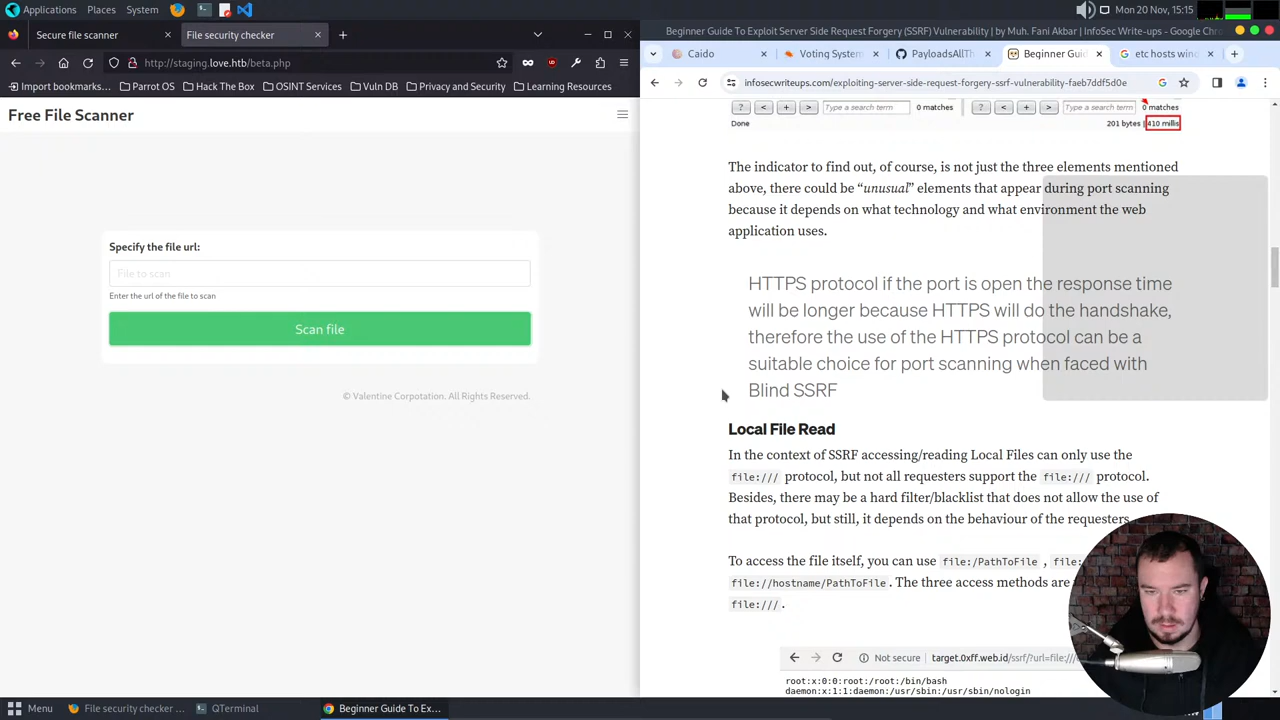 Applications Places System
Mon 20 Nov, 15:15
Secure file scanner
File security checker
http://staging.love.htb/beta.php
Import bookmarks... Parrot OS Hack The Box OSINT Services Vuln DB Privacy and Security Learning Resources
Free File Scanner
Specify the file url:
File to scan
Enter the url of the file to scan
Scan file
© Valentine Corpotation. All Rights Reserved.
Beginner Guide To Exploit Server Side Request Forgery (SSRF) Vulnerability | by Muh. Fani Akbar | InfoSec Write-ups - Google Chro
Caido
Voting System
PayloadsAllTh
Beginner Guid
etc hosts wind
infosecwriteups.com/exploiting-server-side-request-forgery-ssrf-vulnerability-faeb7ddf5d0e
? < + > Type a search term 0 matches ? < + > Type a search term 0 matches
Done 201 bytes | 410 millis
The indicator to find out, of course, is not just the three elements mentioned
above, there could be “unusual” elements that appear during port scanning
because it depends on what technology and what environment the web
application uses.
HTTPS protocol if the port is open the response time
will be longer because HTTPS will do the handshake,
therefore the use of the HTTPS protocol can be a
suitable choice for port scanning when faced with
Blind SSRF
Local File Read
In the context of SSRF accessing/reading Local Files can only use the
file:/// protocol, but not all requesters support the file:/// protocol.
Besides, there may be a hard filter/blacklist that does not allow the use of
that protocol, but still, it depends on the behaviour of the requesters.
To access the file itself, you can use file:/PathToFile , file:
file://hostname/PathToFile . The three access methods are
file:/// .
Not secure target.0xff.web.id/ssrf/?url=file:///
root:x:0:0:root:/root:/bin/bash
daemon:x:1:1:daemon:/usr/sbin:/usr/sbin/nologin
Menu File security checker ... QTerminal Beginner Guide To Ex...